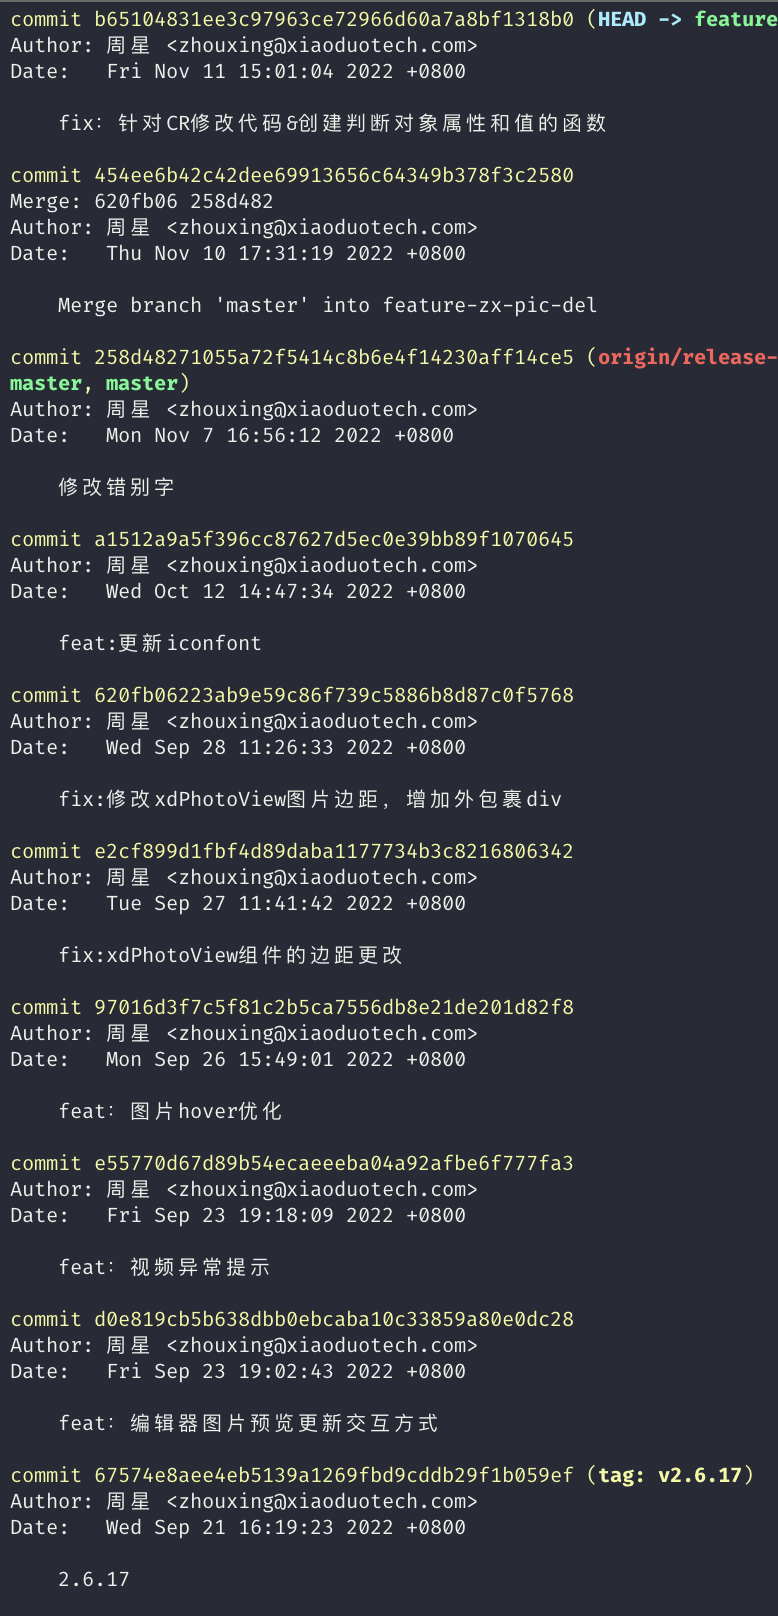 commit b65104831ee3c97963ce72966d60a7a8bf1318b0 (HEAD -> feature
Author: 周星 <zhouxing@xiaoduotech.com>
Date:   Fri Nov 11 15:01:04 2022 +0800
fix: 针对CR修改代码&创建判断对象属性和值的函数
commit 454ee6b42c42dee69913656c64349b378f3c2580
Merge: 620fb06 258d482
Author: 周星 <zhouxing@xiaoduotech.com>
Date:   Thu Nov 10 17:31:19 2022 +0800
Merge branch 'master' into feature-zx-pic-del
commit 258d48271055a72f5414c8b6e4f14230aff14ce5 (origin/release-
master, master)
Author: 周星 <zhouxing@xiaoduotech.com>
Date:   Mon Nov 7 16:56:12 2022 +0800
修改错别字
commit a1512a9a5f396cc87627d5ec0e39bb89f1070645
Author: 周星 <zhouxing@xiaoduotech.com>
Date:   Wed Oct 12 14:47:34 2022 +0800
feat:更新iconfont
commit 620fb06223ab9e59c86f739c5886b8d87c0f5768
Author: 周星 <zhouxing@xiaoduotech.com>
Date:   Wed Sep 28 11:26:33 2022 +0800
fix:修改xdPhotoView图片边距，增加外包裹div
commit e2cf899d1fbf4d89daba1177734b3c8216806342
Author: 周星 <zhouxing@xiaoduotech.com>
Date:   Tue Sep 27 11:41:42 2022 +0800
fix:xdPhotoView组件的边距更改
commit 97016d3f7c5f81c2b5ca7556db8e21de201d82f8
Author: 周星 <zhouxing@xiaoduotech.com>
Date:   Mon Sep 26 15:49:01 2022 +0800
feat: 图片hover优化
commit e55770d67d89b54ecaeeeba04a92afbe6f777fa3
Author: 周星 <zhouxing@xiaoduotech.com>
Date:   Fri Sep 23 19:18:09 2022 +0800
feat: 视频异常提示
commit d0e819cb5b638dbb0ebcaba10c33859a80e0dc28
Author: 周星 <zhouxing@xiaoduotech.com>
Date:   Fri Sep 23 19:02:43 2022 +0800
feat: 编辑器图片预览更新交互方式
commit 67574e8aee4eb5139a1269fbd9cddb29f1b059ef (tag: v2.6.17)
Author: 周星 <zhouxing@xiaoduotech.com>
Date:   Wed Sep 21 16:19:23 2022 +0800
2.6.17